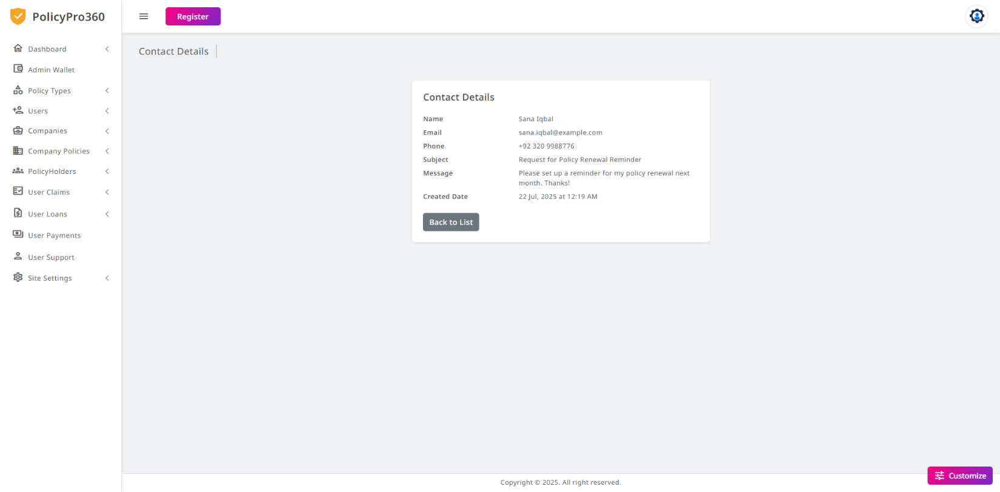 PolicyPro360
Register
Dashboard
Admin Wallet
Policy Types
Users
Companies
Company Policies
PolicyHolders
User Claims
User Loans
User Payments
User Support
Site Settings
Contact Details
Contact Details
Name Sana Iqbal
Email sana.iqbal@example.com
Phone +92 320 9988776
Subject Request for Policy Renewal Reminder
Message Please set up a reminder for my policy renewal next
month. Thanks!
Created Date 22 Jul, 2025 at 12:19 AM
Back to List
Customize
Copyright © 2025. All right reserved.